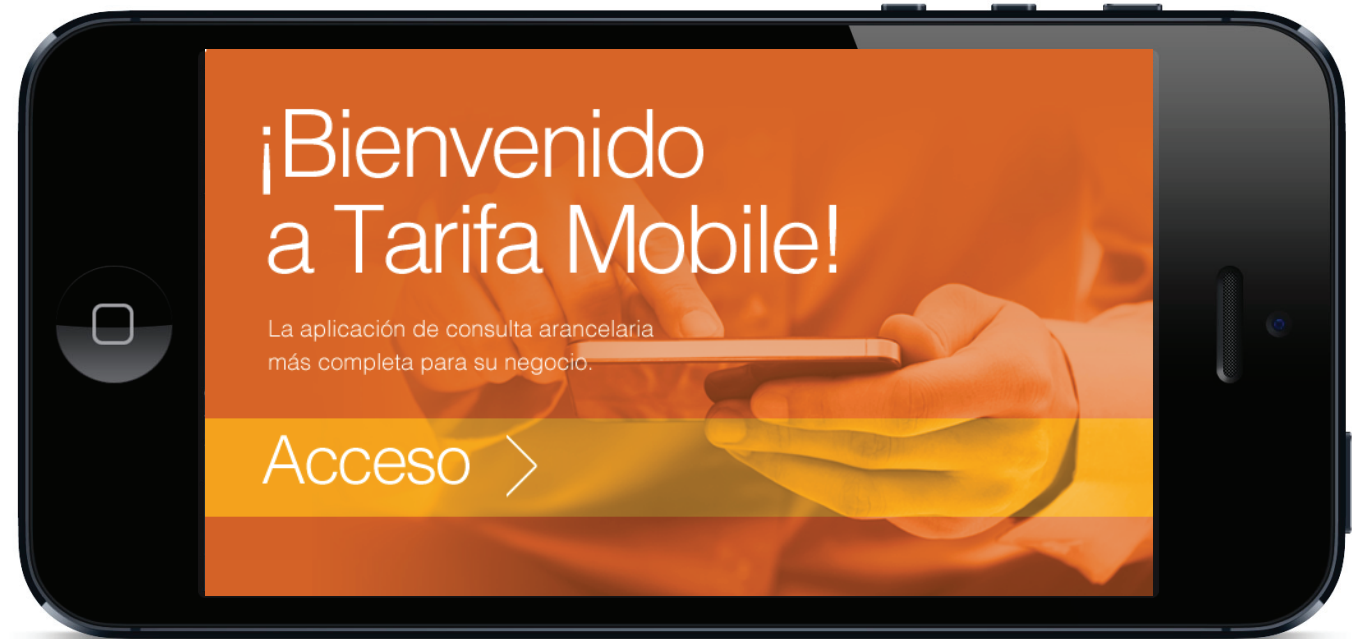 ¡Bienvenido
a Tarifa Mobile!
La aplicación de consulta arancelaria
más completa para su negocio.
Acceso